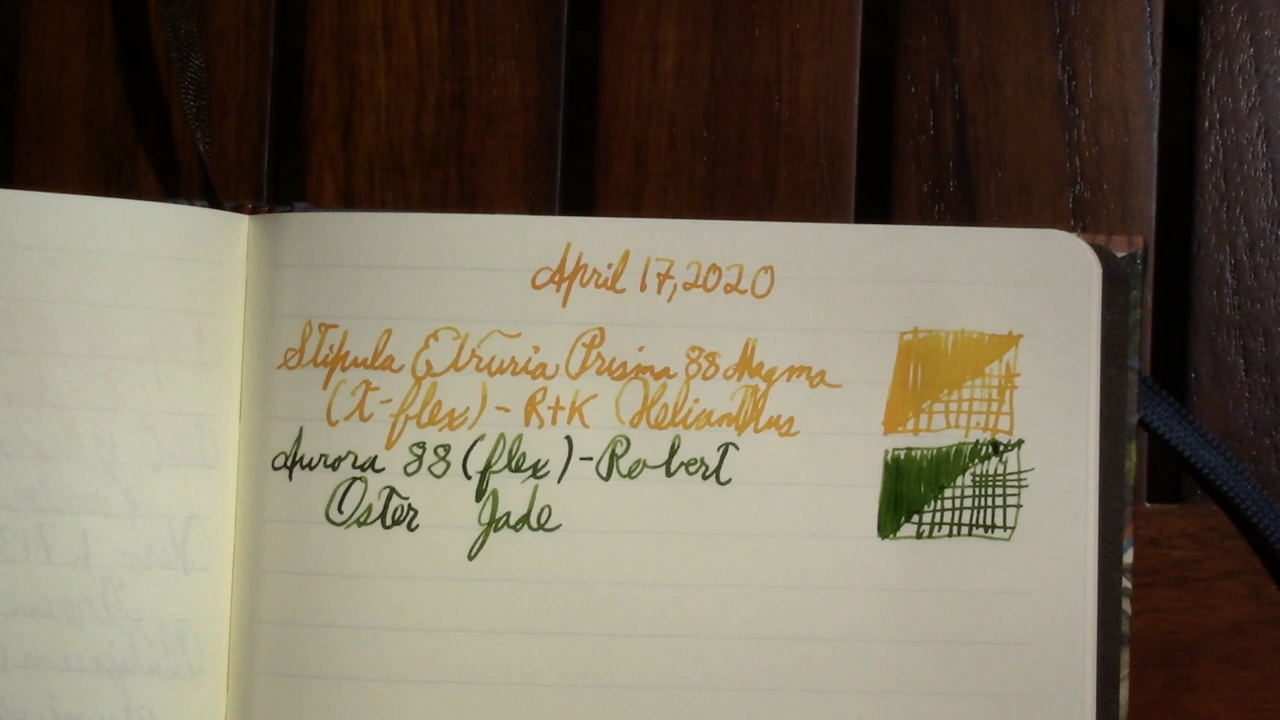 April 17, 2020
Stipula Etruria Prisma 88 Magma
(T-flex) - R+K Helianthus
Aurora 88 (flex) - Robert
Oster Jade